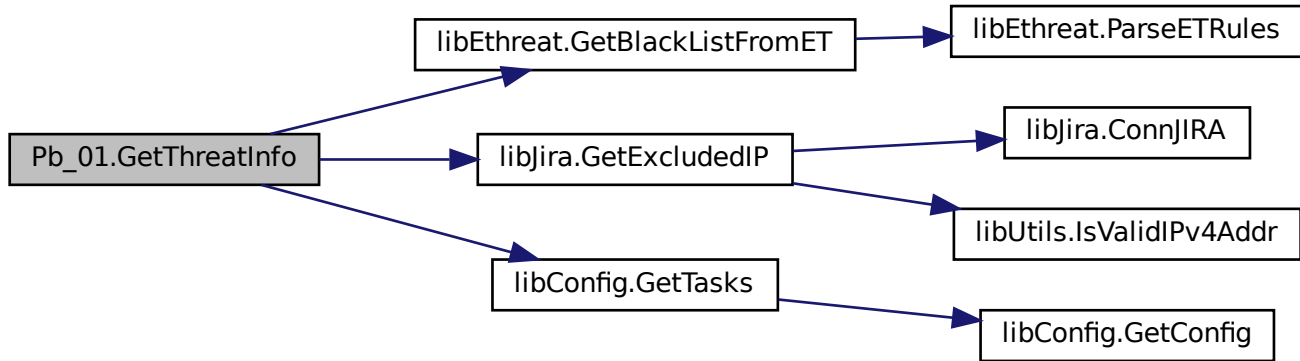 libEthreat.GetBlackListFromET
libEthreat.ParseETRules
Pb_01.GetThreatInfo
libJira.GetExcludedIP
libJira.ConnJIRA
libUtils.IsValidIPv4Addr
libConfig.GetTasks
libConfig.GetConfig